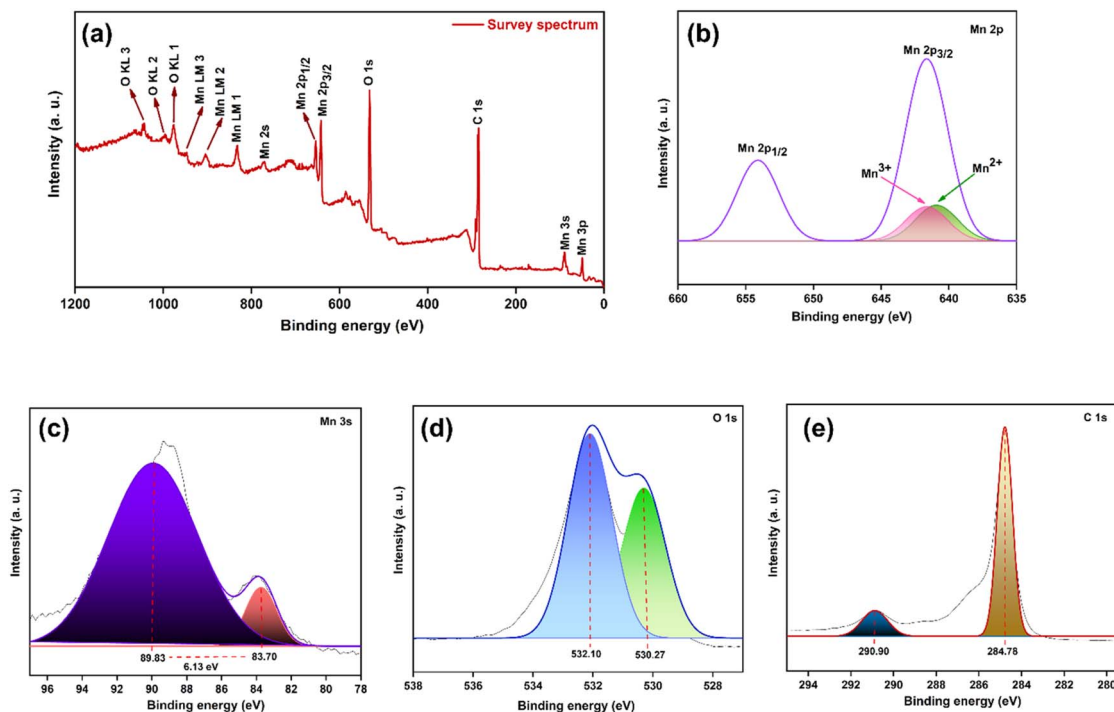 (a)
Survey spectrum
O KL 3
O KL 2
O KL 1
Mn LM 3
Mn LM 2
Mn LM 1
Mn 2s
Mn 2p1/2
Mn 2p3/2
O 1s
C 1s
Mn 3s
Mn 3p
Intensity (a. u.)
1200 1000 800 600 400 200 0
Binding energy (eV)
(b)
Mn 2p
Mn 2p3/2
Mn 2p1/2
Mn3+
Mn2+
Intensity (a. u.)
660 655 650 645 640 635
Binding energy (eV)
(c)
Mn 3s
Intensity (a. u.)
89.83 83.70
6.13 eV
96 94 92 90 88 86 84 82 80 78
Binding energy (eV)
(d)
O 1s
Intensity (a. u.)
532.10 530.27
538 536 534 532 530 528
Binding energy (eV)
(e)
C 1s
Intensity (a. u.)
290.90 284.78
294 292 290 288 286 284 282 280
Binding energy (eV)